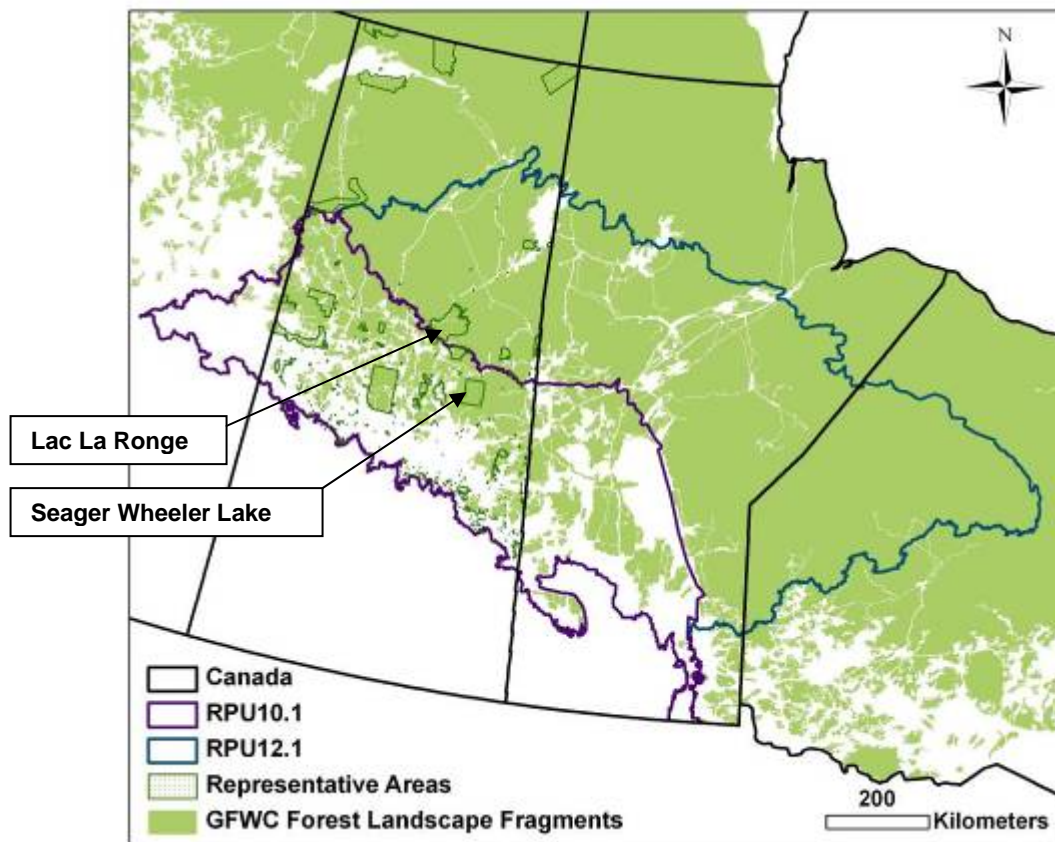 N
Lac La Ronge
Seager Wheeler Lake
Canada
RPU10.1
RPU12.1
Representative Areas
GFWC Forest Landscape Fragments
200
Kilometers